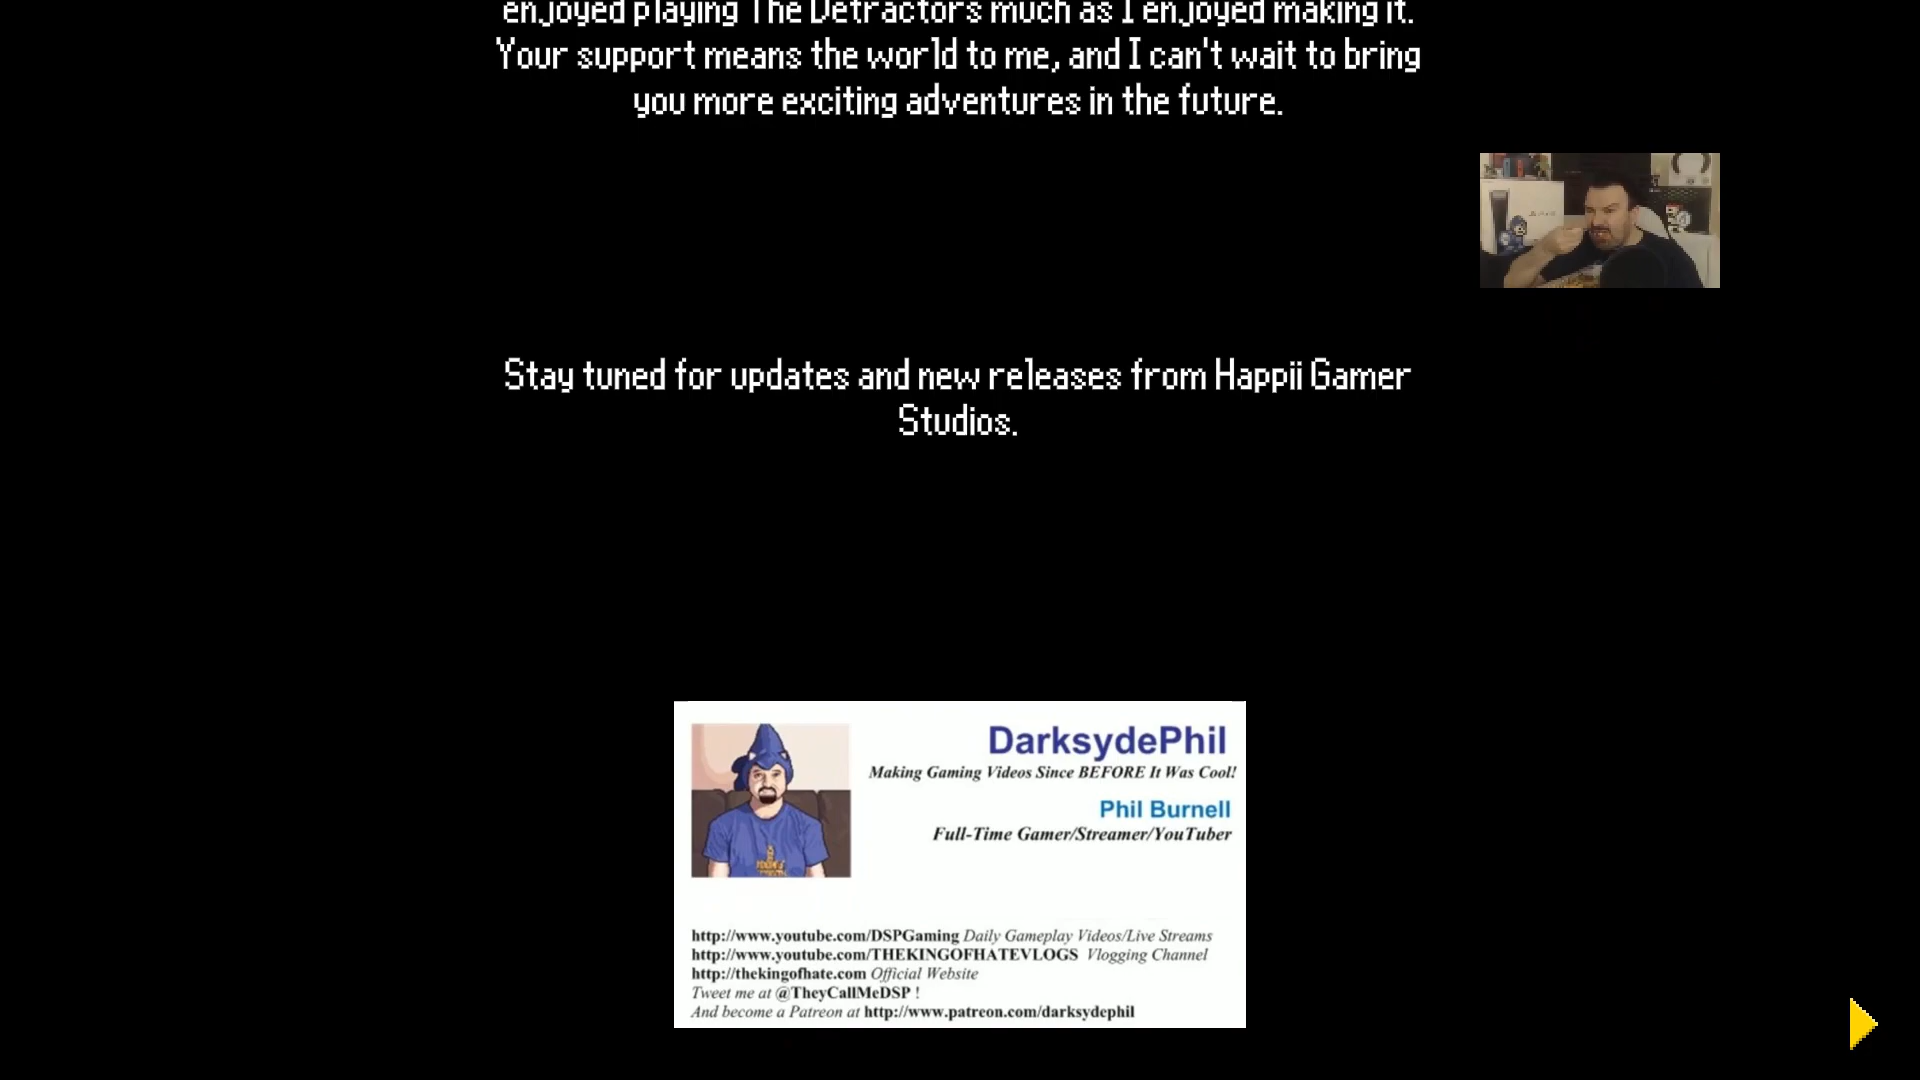 enjoyed playing The Detractors much as I enjoyed making it.
Your support means the world to me, and I can't wait to bring
you more exciting adventures in the future.
Stay tuned for updates and new releases from Happii Gamer
Studios.
DarksydePhil
Making Gaming Videos Since BEFORE It Was Cool!
Phil Burnell
Full-Time Gamer/Streamer/YouTuber
http://www.youtube.com/DSPGaming Daily Gameplay Videos/Live Streams
http://www.youtube.com/THEKINGOFHATEVLOGS Vlogging Channel
http://thekingofhate.com Official Website
Tweet me at @TheyCallMeDSP !
And become a Patreon at http://www.patreon.com/darksydephil